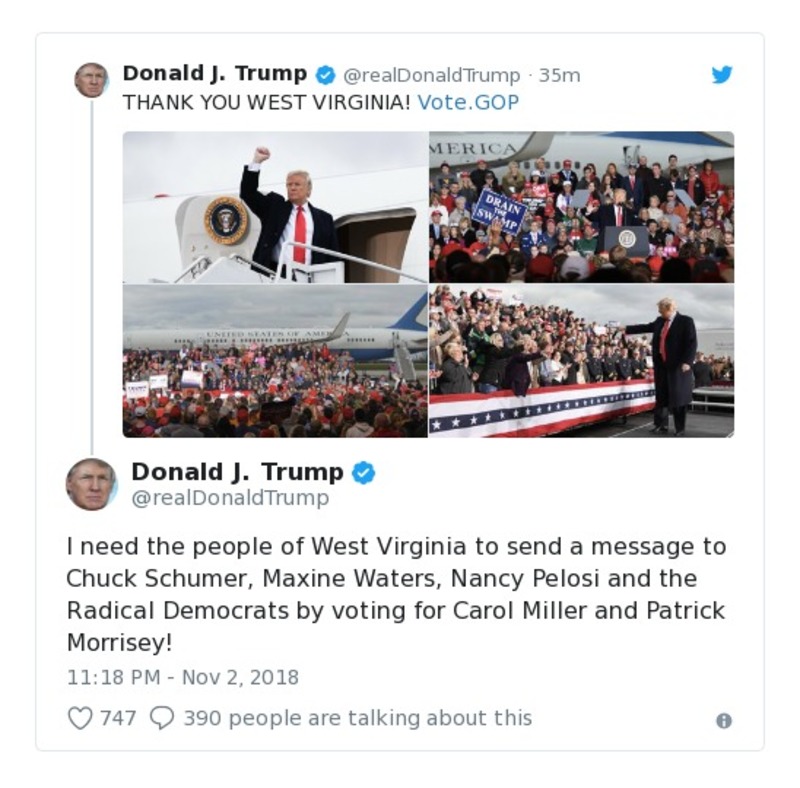 Donald J. Trump @realDonaldTrump · 35m
THANK YOU WEST VIRGINIA! Vote.GOP
MERICA
DRAIN
THE
SWAMP
UNITED STATES OF AMERICA
Donald J. Trump
@realDonaldTrump
I need the people of West Virginia to send a message to
Chuck Schumer, Maxine Waters, Nancy Pelosi and the
Radical Democrats by voting for Carol Miller and Patrick
Morrisey!
11:18 PM - Nov 2, 2018
747 390 people are talking about this